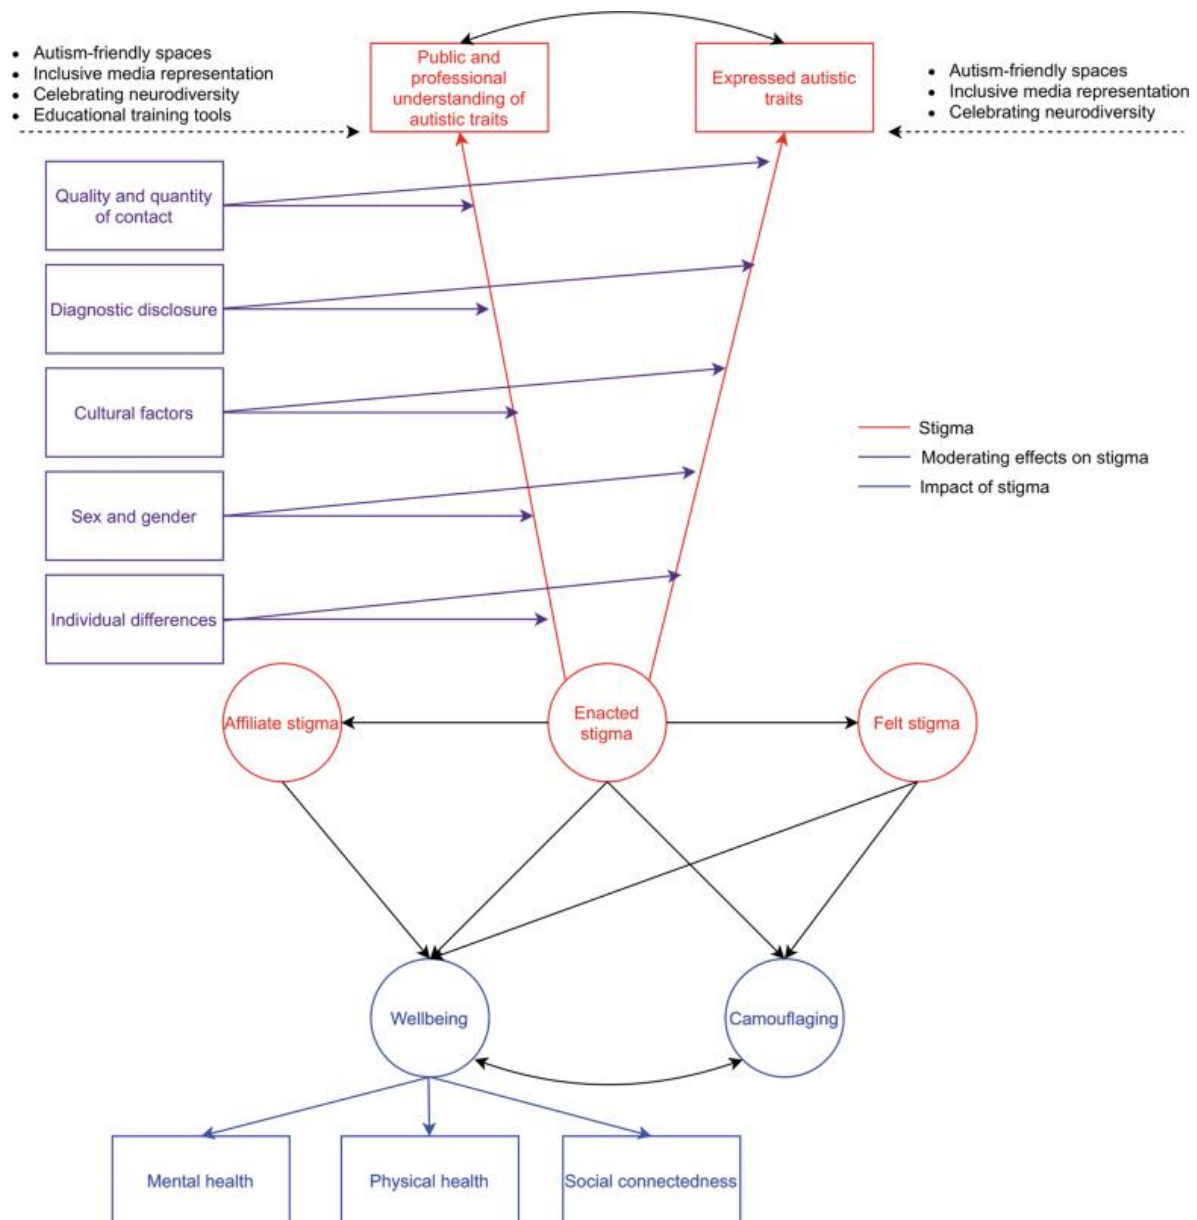 • Autism-friendly spaces
• Inclusive media representation
• Celebrating neurodiversity
• Educational training tools
Public and
professional
understanding of
autistic traits
Expressed autistic
traits
• Autism-friendly spaces
• Inclusive media representation
• Celebrating neurodiversity
Quality and quantity
of contact
Diagnostic disclosure
Cultural factors
Sex and gender
Individual differences
Stigma
Moderating effects on stigma
Impact of stigma
Affiliate stigma
Enacted
stigma
Felt stigma
Wellbeing
Camouflaging
Mental health
Physical health
Social connectedness